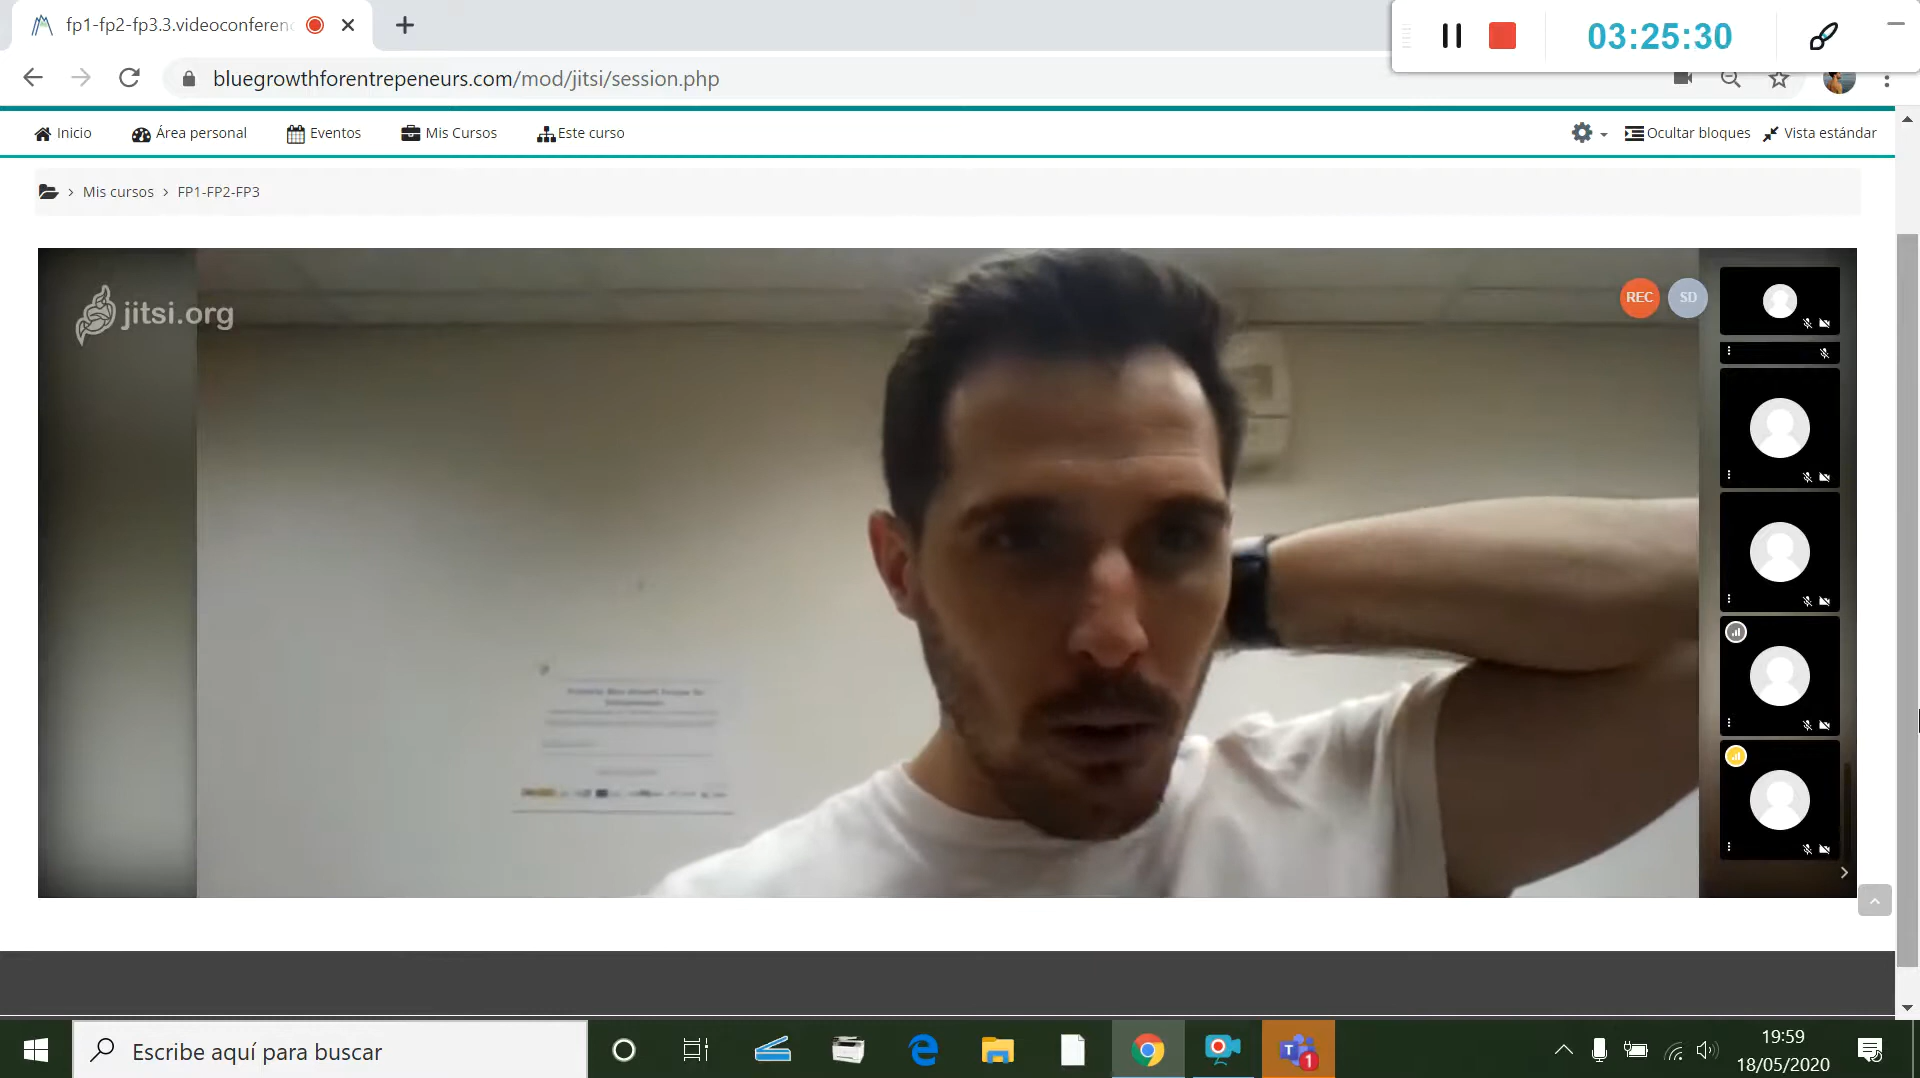 fp1-fp2-fp3.3.videoconferen
03:25:30
bluegrowthforentrepeneurs.com/mod/jitsi/session.php
Inicio
Área personal
Eventos
Mis Cursos
Este curso
Ocultar bloques
Vista estándar
Mis cursos
FP1-FP2-FP3
jitsi.org
REC
SD
Escribe aquí para buscar
1
19:59
18/05/2020